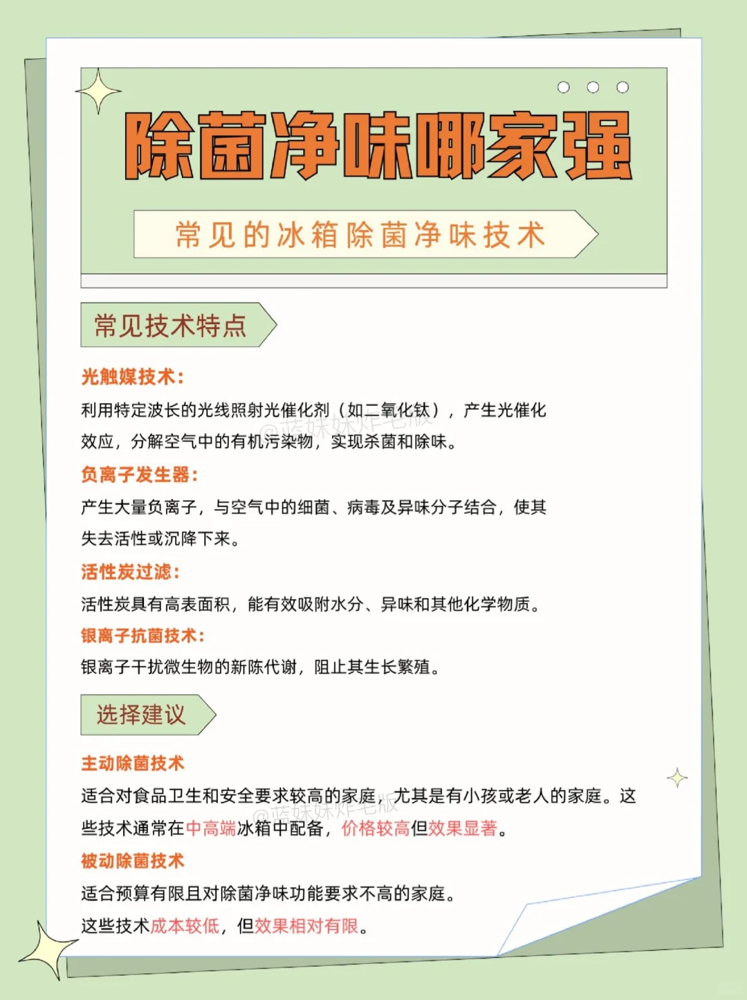 除菌净味哪家强
常见的冰箱除菌净味技术
常见技术特点
光触媒技术：
利用特定波长的光线照射光催化剂（如二氧化钛），产生光催化
效应，分解空气中的有机污染物，实现杀菌和除味。
@蓝妹妹炸毛版
负离子发生器：
产生大量负离子，与空气中的细菌、病毒及异味分子结合，使其
失去活性或沉降下来。
活性炭过滤：
活性炭具有高表面积，能有效吸附水分、异味和其他化学物质。
银离子抗菌技术：
银离子干扰微生物的新陈代谢，阻止其生长繁殖。
选择建议
主动除菌技术
适合对食品卫生和安全要求较高的家庭，尤其是有小孩或老人的家庭。这
@蓝妹妹炸毛版
些技术通常在中高端冰箱中配备，价格较高但效果显著。
被动除菌技术
适合预算有限且对除菌净味功能要求不高的家庭。
这些技术成本较低，但效果相对有限。